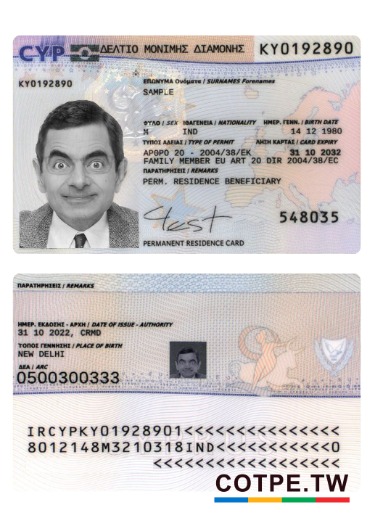 CYP ΔΕΛΤΙΟ ΜΟΝΙΜΗΣ ΔΙΑΜΟΝΗΣ KY0192890
KY0192890
ΕΠΩΝΥΜΑ Ονόματα / SURNAMES Forenames
SAMPLE
ΦΥΛΟ / SEX ΙΘΑΓΕΝΕΙΑ / NATIONALITY ΗΜΕΡ. ΓΕΝΝ. / BIRTH DATE
M IND 14 12 1980
ΤΥΠΟΣ ΑΔΕΙΑΣ / TYPE OF PERMIT ΛΗΞΗ ΚΑΡΤΑΣ / CARD EXPIRY
ΑΡΘΡΟ 20 - 2004/38/ΕΚ 31 10 2032
FAMILY MEMBER EU ART 20 DIR 2004/38/EC
ΠΑΡΑΤΗΡΗΣΕΙΣ / REMARKS
PERM. RESIDENCE BENEFICIARY
Test
548035
PERMANENT RESIDENCE CARD
ΠΑΡΑΤΗΡΗΣΕΙΣ / REMARKS
ΗΜΕΡ. ΕΚΔΟΣΗΣ - ΑΡΧΗ / DATE OF ISSUE - AUTHORITY
31 10 2022, CRMD
ΤΟΠΟΣ ΓΕΝΝΗΣΗΣ / PLACE OF BIRTH
NEW DELHI
ΔΕΑ / ARC
0500300333
IRCYPKY01928901<<<<<<<<<<<<<<<
8012148M3210318IND<<<<<<<<<<<0
<<<<<<<<<<<<<<<<<<
COTPE.TW